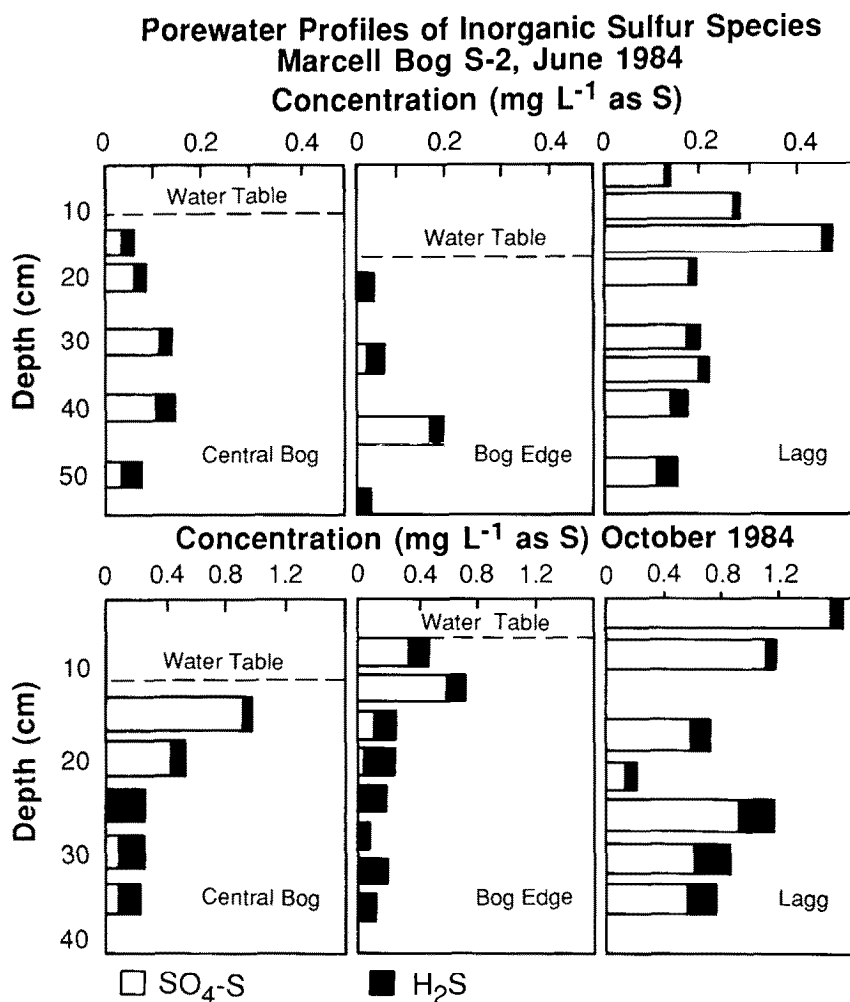 Porewater Profiles of Inorganic Sulfur Species
Marcell Bog S-2, June 1984
Concentration (mg L-1 as S)
0 0.2 0.4 0 0.2 0.4 0 0.2 0.4
Depth (cm)
10
20
30
40
50
Water Table
Central Bog
Water Table
Bog Edge
Lagg
Concentration (mg L-1 as S) October 1984
0 0.4 0.8 1.2 0 0.4 0.8 1.2 0 0.4 0.8 1.2
Depth (cm)
10
20
30
40
Water Table
Central Bog
Water Table
Bog Edge
Lagg
SO4-S H2S